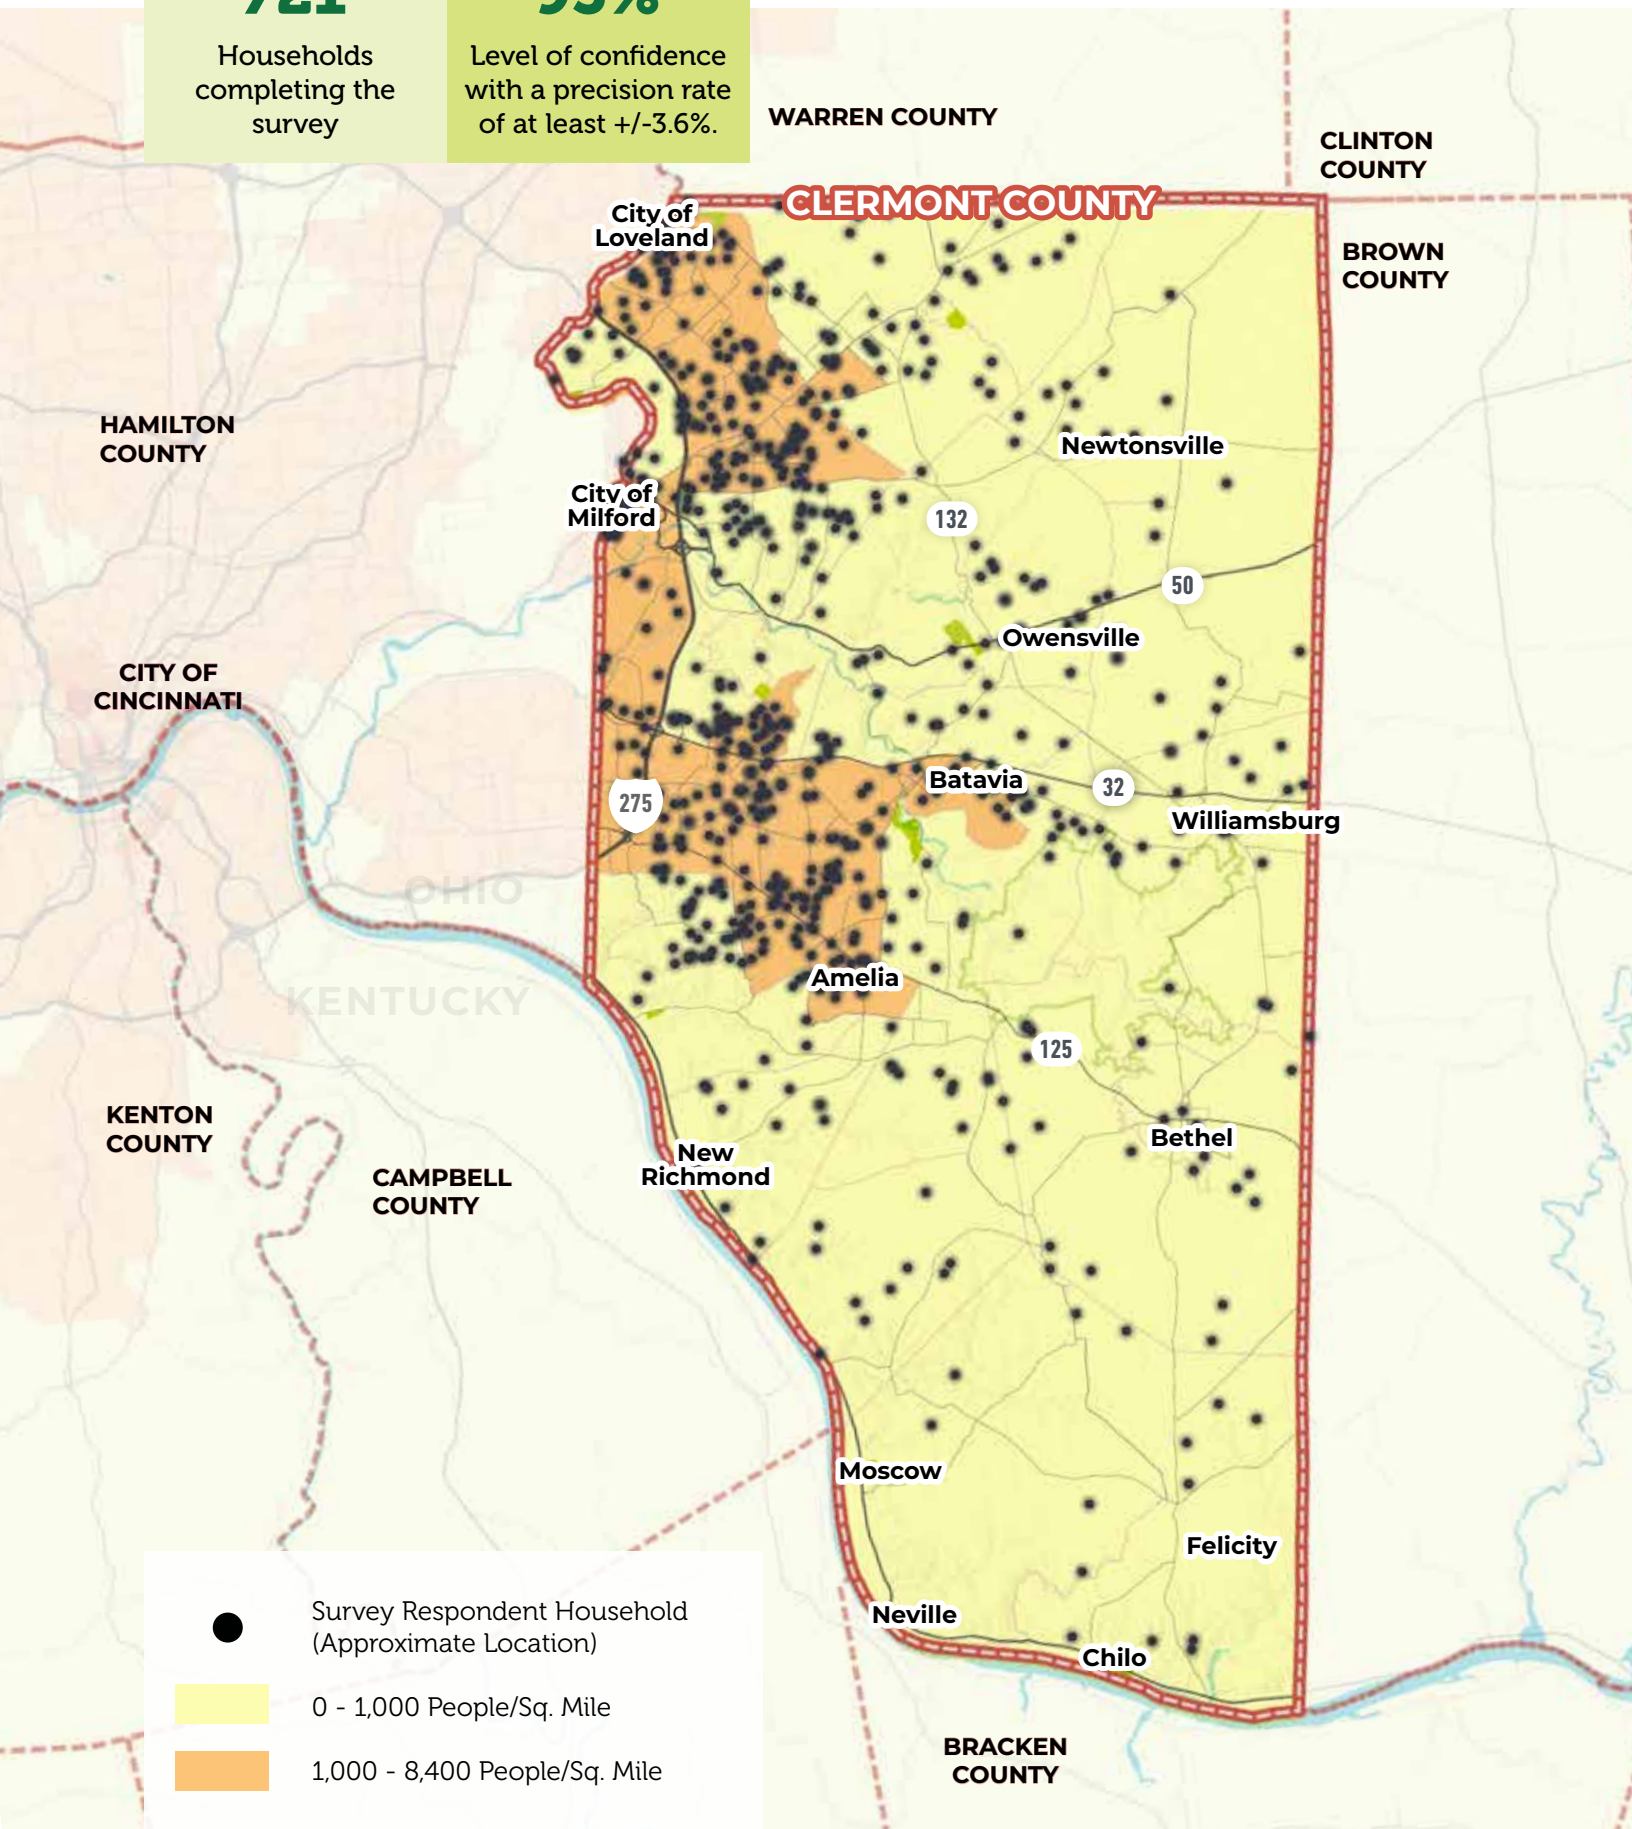 721
95%
Households
completing the
survey
Level of confidence
with a precision rate
of at least +/-3.6%.
WARREN COUNTY
CLINTON
COUNTY
CLERMONT COUNTY
City of
Loveland
BROWN
COUNTY
HAMILTON
COUNTY
Newtonsville
City of
Milford
132
50
Owensville
CITY OF
CINCINNATI
Batavia
32
275
Williamsburg
OHIO
Amelia
KENTUCKY
125
KENTON
COUNTY
Bethel
New
Richmond
CAMPBELL
COUNTY
Moscow
Felicity
Neville
Chilo
Survey Respondent Household
(Approximate Location)
0 - 1,000 People/Sq. Mile
1,000 - 8,400 People/Sq. Mile
BRACKEN
COUNTY